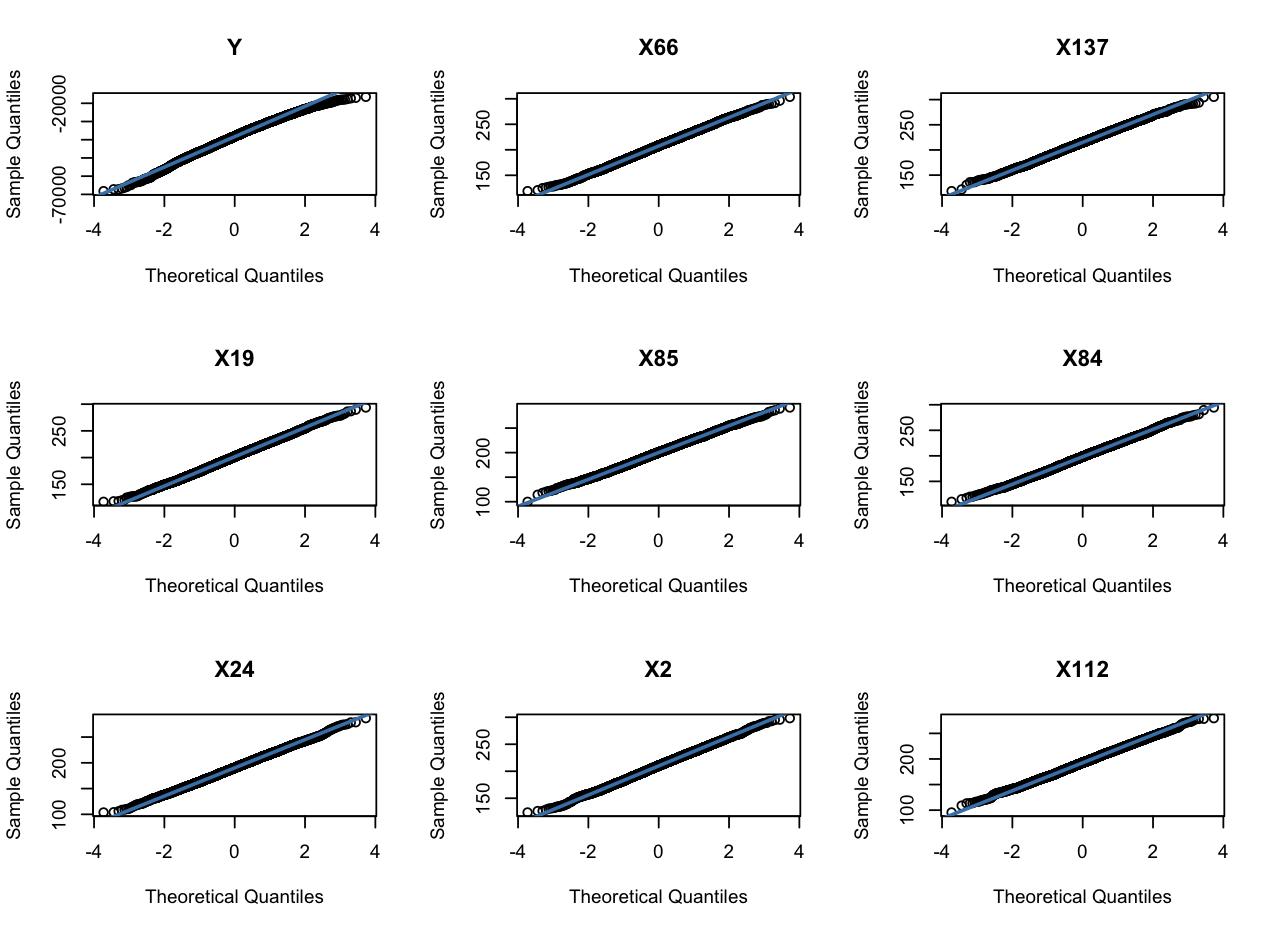 Y
Sample Quantiles
-70000
-20000
-4 -2 0 2 4
Theoretical Quantiles
X66
Sample Quantiles
150
250
-4 -2 0 2 4
Theoretical Quantiles
X137
Sample Quantiles
150
250
-4 -2 0 2 4
Theoretical Quantiles
X19
Sample Quantiles
150
250
-4 -2 0 2 4
Theoretical Quantiles
X85
Sample Quantiles
100
200
-4 -2 0 2 4
Theoretical Quantiles
X84
Sample Quantiles
150
250
-4 -2 0 2 4
Theoretical Quantiles
X24
Sample Quantiles
100
200
-4 -2 0 2 4
Theoretical Quantiles
X2
Sample Quantiles
150
250
-4 -2 0 2 4
Theoretical Quantiles
X112
Sample Quantiles
100
200
-4 -2 0 2 4
Theoretical Quantiles